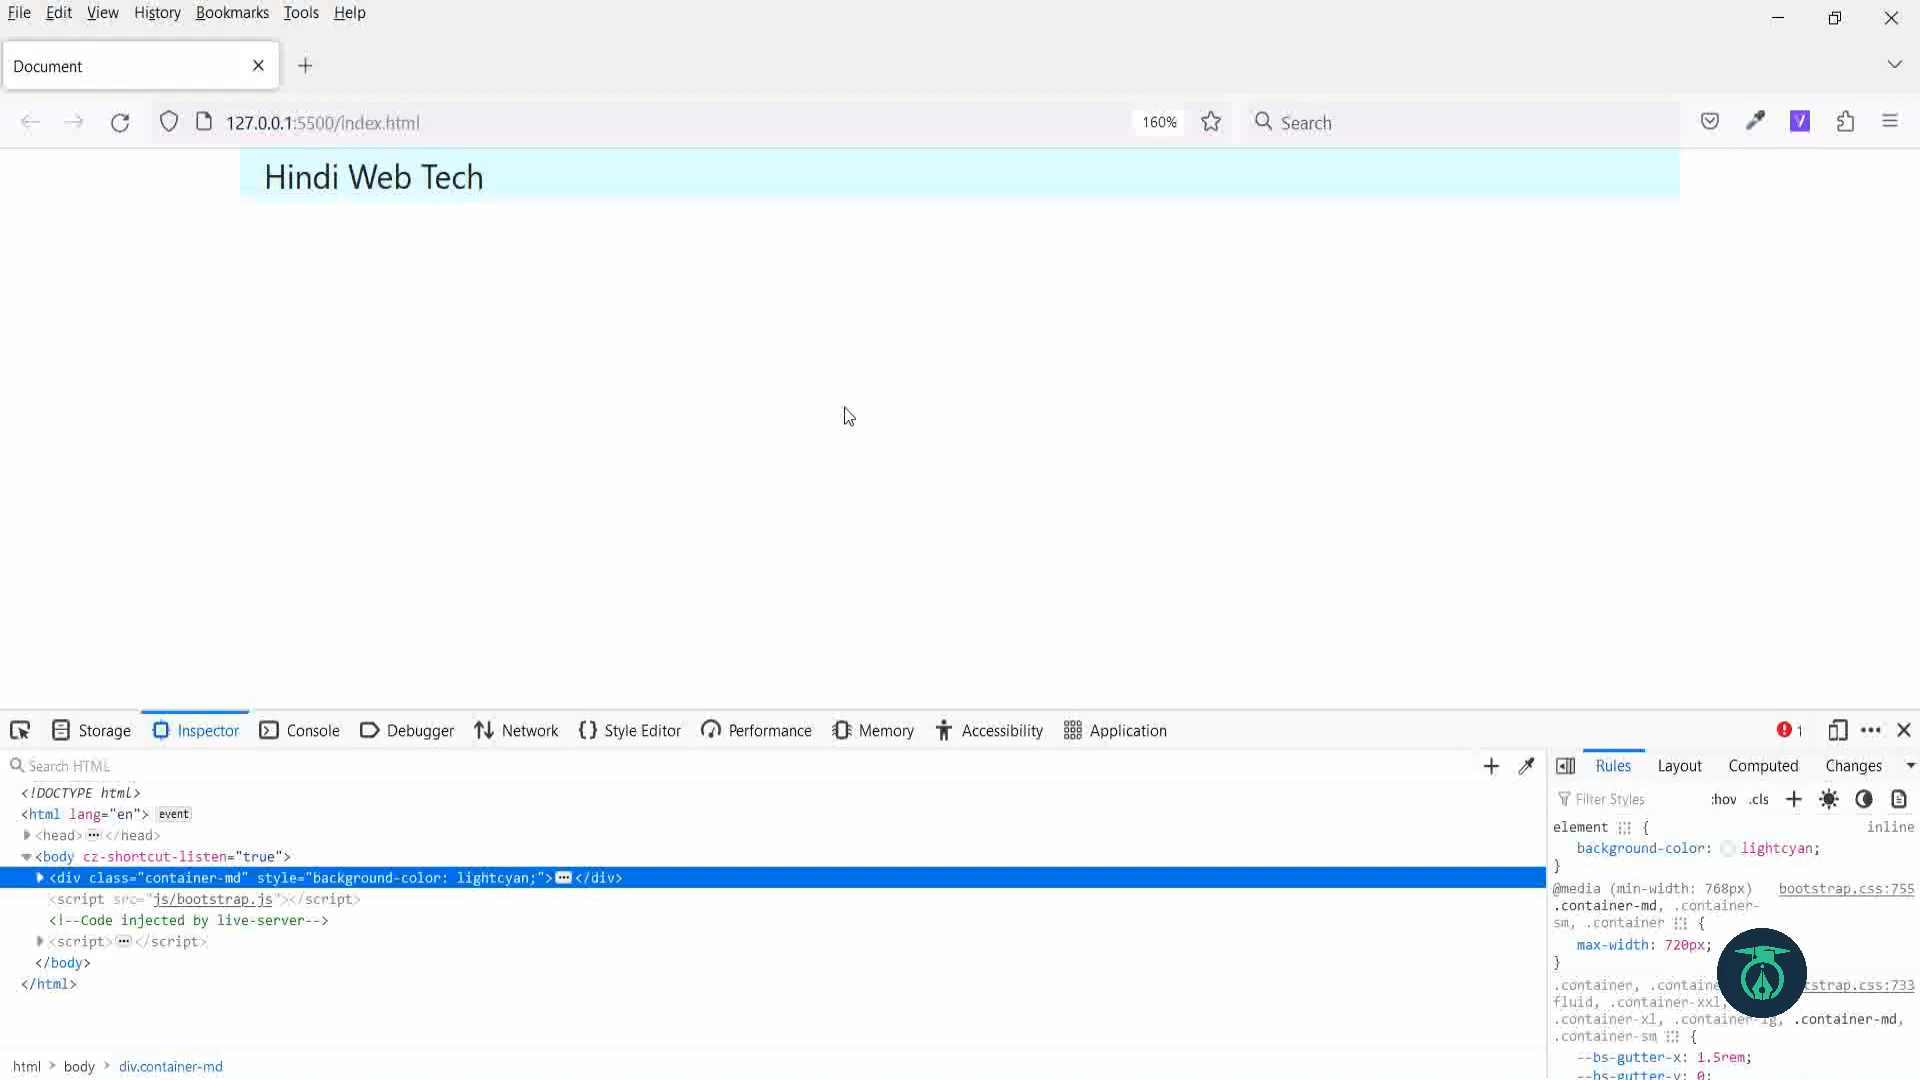 File Edit View History Bookmarks Tools Help
Document
127.0.0.1:5500/index.html 160% Search
Hindi Web Tech
Storage Inspector Console Debugger Network Style Editor Performance Memory Accessibility Application 1
Search HTML
Rules Layout Computed Changes
Filter Styles :hov .cls
<!DOCTYPE html>
<html lang="en"> event
<head> ••• </head>
<body cz-shortcut-listen="true">
<div class="container-md" style="background-color: lightcyan;"> ••• </div>
<script src="js/bootstrap.js"></script>
<!--Code injected by live-server-->
<script> ••• </script>
</body>
</html>
html > body > div.container-md
element { inline
background-color: lightcyan;
}
@media (min-width: 768px) bootstrap.css:755
.container-md, .container-
sm, .container {
max-width: 720px;
}
.container, strap.css:733
fluid, .container-xxl,
.container-xl, .container-lg, .container-md,
.container-sm {
--bs-gutter-x: 1.5rem;
--bs-gutter-y: 0;